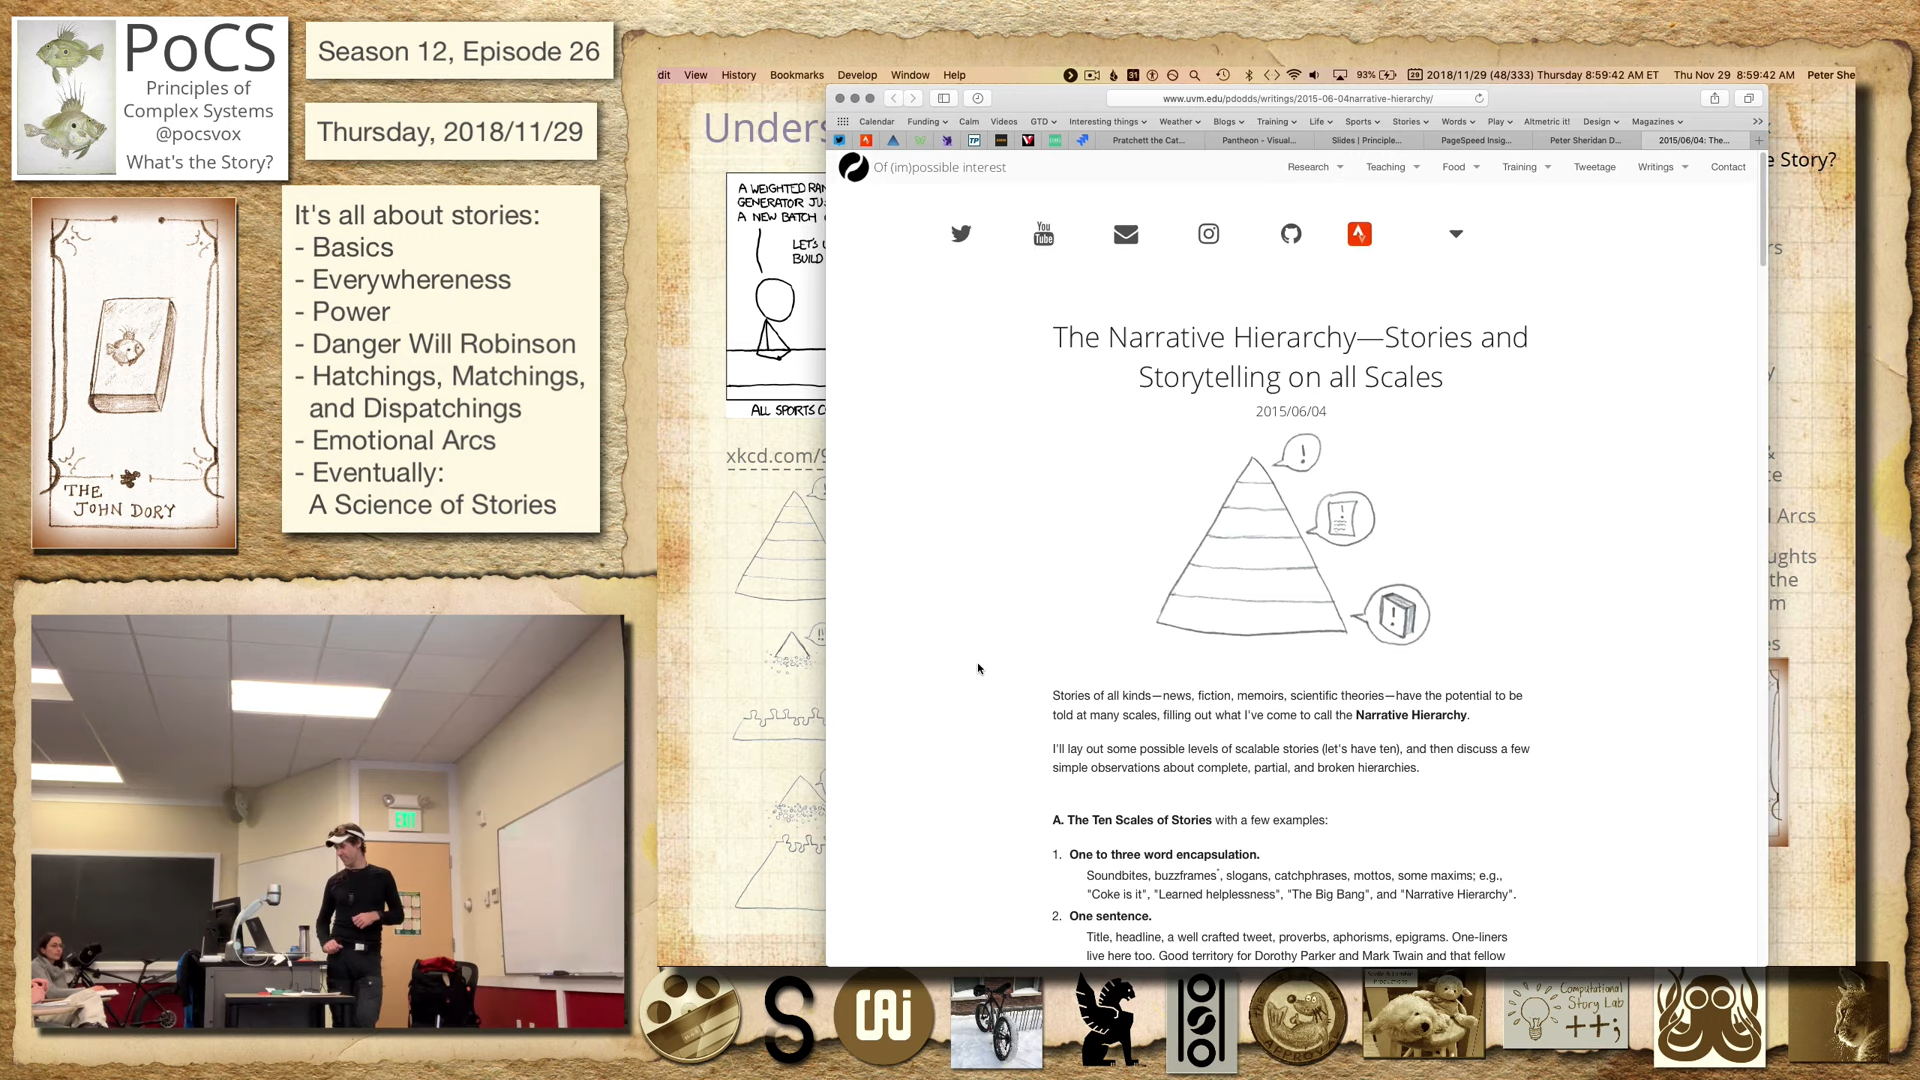 PoCS
Principles of
Complex Systems
@pocsvox
What's the Story?
Season 12, Episode 26
Thursday, 2018/11/29
It's all about stories:
- Basics
- Everywhereness
- Power
- Danger Will Robinson
- Hatchings, Matchings,
and Dispatchings
- Emotional Arcs
- Eventually:
A Science of Stories
THE
JOHN DORY
EXIT
dit View History Bookmarks Develop Window Help
31 93% 29 2018/11/29 (48/333) Thursday 8:59:42 AM ET Thu Nov 29 8:59:42 AM Peter She
Unders
A WEIGHTED RAN
GENERATOR JU
A NEW BATCH
LET'S U
BUILD
ALL SPORTS C
xkcd.com/9
www.uvm.edu/pdodds/writings/2015-06-04narrative-hierarchy/
Calendar Funding Calm Videos GTD Interesting things Weather Blogs Training Life Sports Stories Words Play Altmetric it! Design Magazines >>
TP Pratchett the Cat... Pantheon - Visual... Slides | Principle... PageSpeed Insig... Peter Sheridan D... 2015/06/04: The...
Of (im)possible interest
Research Teaching Food Training Tweetage Writings Contact
You
Tube
The Narrative Hierarchy—Stories and
Storytelling on all Scales
2015/06/04
!
!
!
Stories of all kinds—news, fiction, memoirs, scientific theories—have the potential to be
told at many scales, filling out what I've come to call the Narrative Hierarchy.
I'll lay out some possible levels of scalable stories (let's have ten), and then discuss a few
simple observations about complete, partial, and broken hierarchies.
A. The Ten Scales of Stories with a few examples:
1. One to three word encapsulation.
Soundbites, buzzframes*, slogans, catchphrases, mottos, some maxims; e.g.,
"Coke is it", "Learned helplessness", "The Big Bang", and "Narrative Hierarchy".
2. One sentence.
Title, headline, a well crafted tweet, proverbs, aphorisms, epigrams. One-liners
live here too. Good territory for Dorothy Parker and Mark Twain and that fellow
e Story?
rs
y
&
ce
l Arcs
ughts
the
m
es
S
Computational
Story Lab
++;